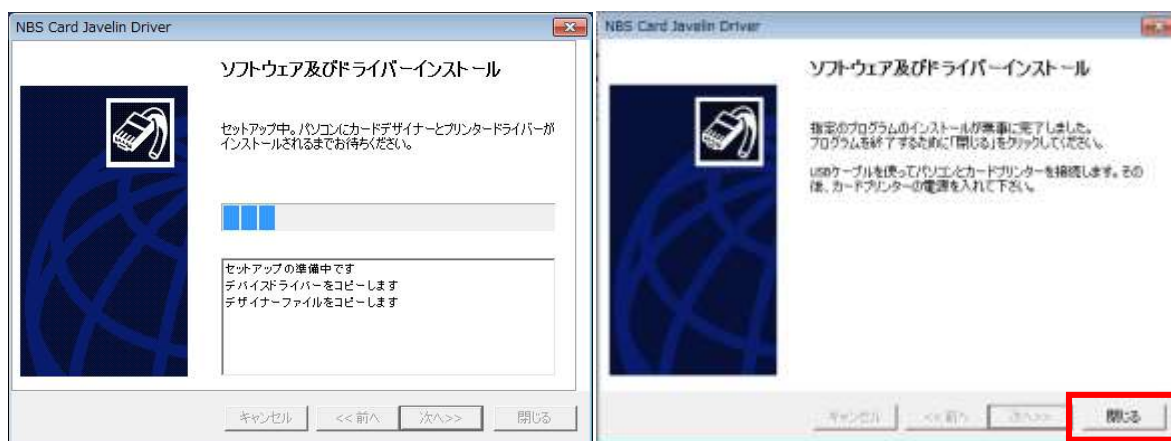 NBS Card Javelin Driver
ソフトウェア及びドライバーインストール
セットアップ中。パソコンにカードデザイナーとプリンタードライバーが
インストールされるまでお待ちください。
セットアップの準備中です
デバイスドライバーをコピーします
デザイナーファイルをコピーします
キャンセル
<<前へ
次へ>>
閉じる
NBS Card Javelin Driver
ソフトウェア及びドライバーインストール
指定のプログラムのインストールが無事に完了しました。
プログラムを終了するために「閉じる」をクリックしてください。
USBケーブルを使ってパソコンとカードプリンターを接続します。その
後、カードプリンターの電源を入れて下さい。
キャンセル
<<前へ
次へ>>
閉じる